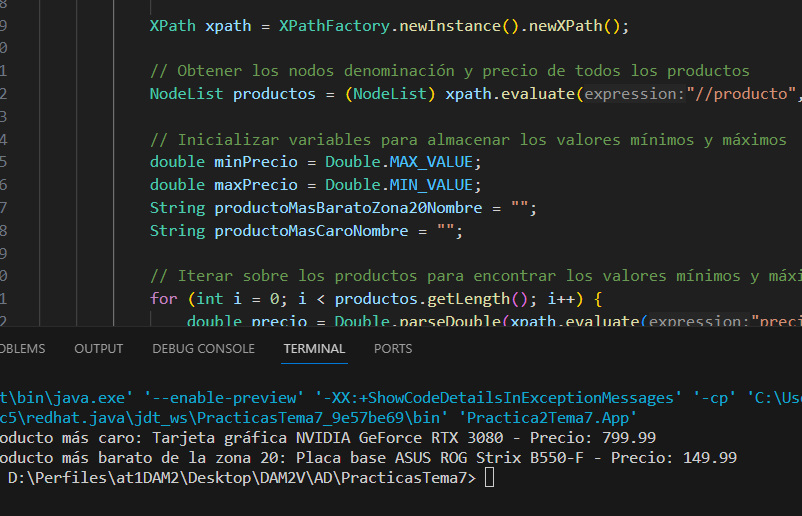 8
9 XPath xpath = XPathFactory.newInstance().newXPath();
0
1 // Obtener los nodos denominación y precio de todos los productos
2 NodeList productos = (NodeList) xpath.evaluate(expression:"//producto",
3
4 // Inicializar variables para almacenar los valores mínimos y máximos
5 double minPrecio = Double.MAX_VALUE;
6 double maxPrecio = Double.MIN_VALUE;
7 String productoMasBaratoZona20Nombre = "";
8 String productoMasCaroNombre = "";
9
0 // Iterar sobre los productos para encontrar los valores mínimos y máxi
1 for (int i = 0; i < productos.getLength(); i++) {
2 double precio = Double.parseDouble(xpath.evaluate(expression:"preci
OBLEMS OUTPUT DEBUG CONSOLE TERMINAL PORTS
t\bin\java.exe' '--enable-preview' '-XX:+ShowCodeDetailsInExceptionMessages' '-cp' 'C:\Use
c5\redhat.java\jdt_ws\PracticasTema7_9e57be69\bin' 'Practica2Tema7.App'
oducto más caro: Tarjeta gráfica NVIDIA GeForce RTX 3080 - Precio: 799.99
oducto más barato de la zona 20: Placa base ASUS ROG Strix B550-F - Precio: 149.99
D:\Perfiles\at1DAM2\Desktop\DAM2V\AD\PracticasTema7>